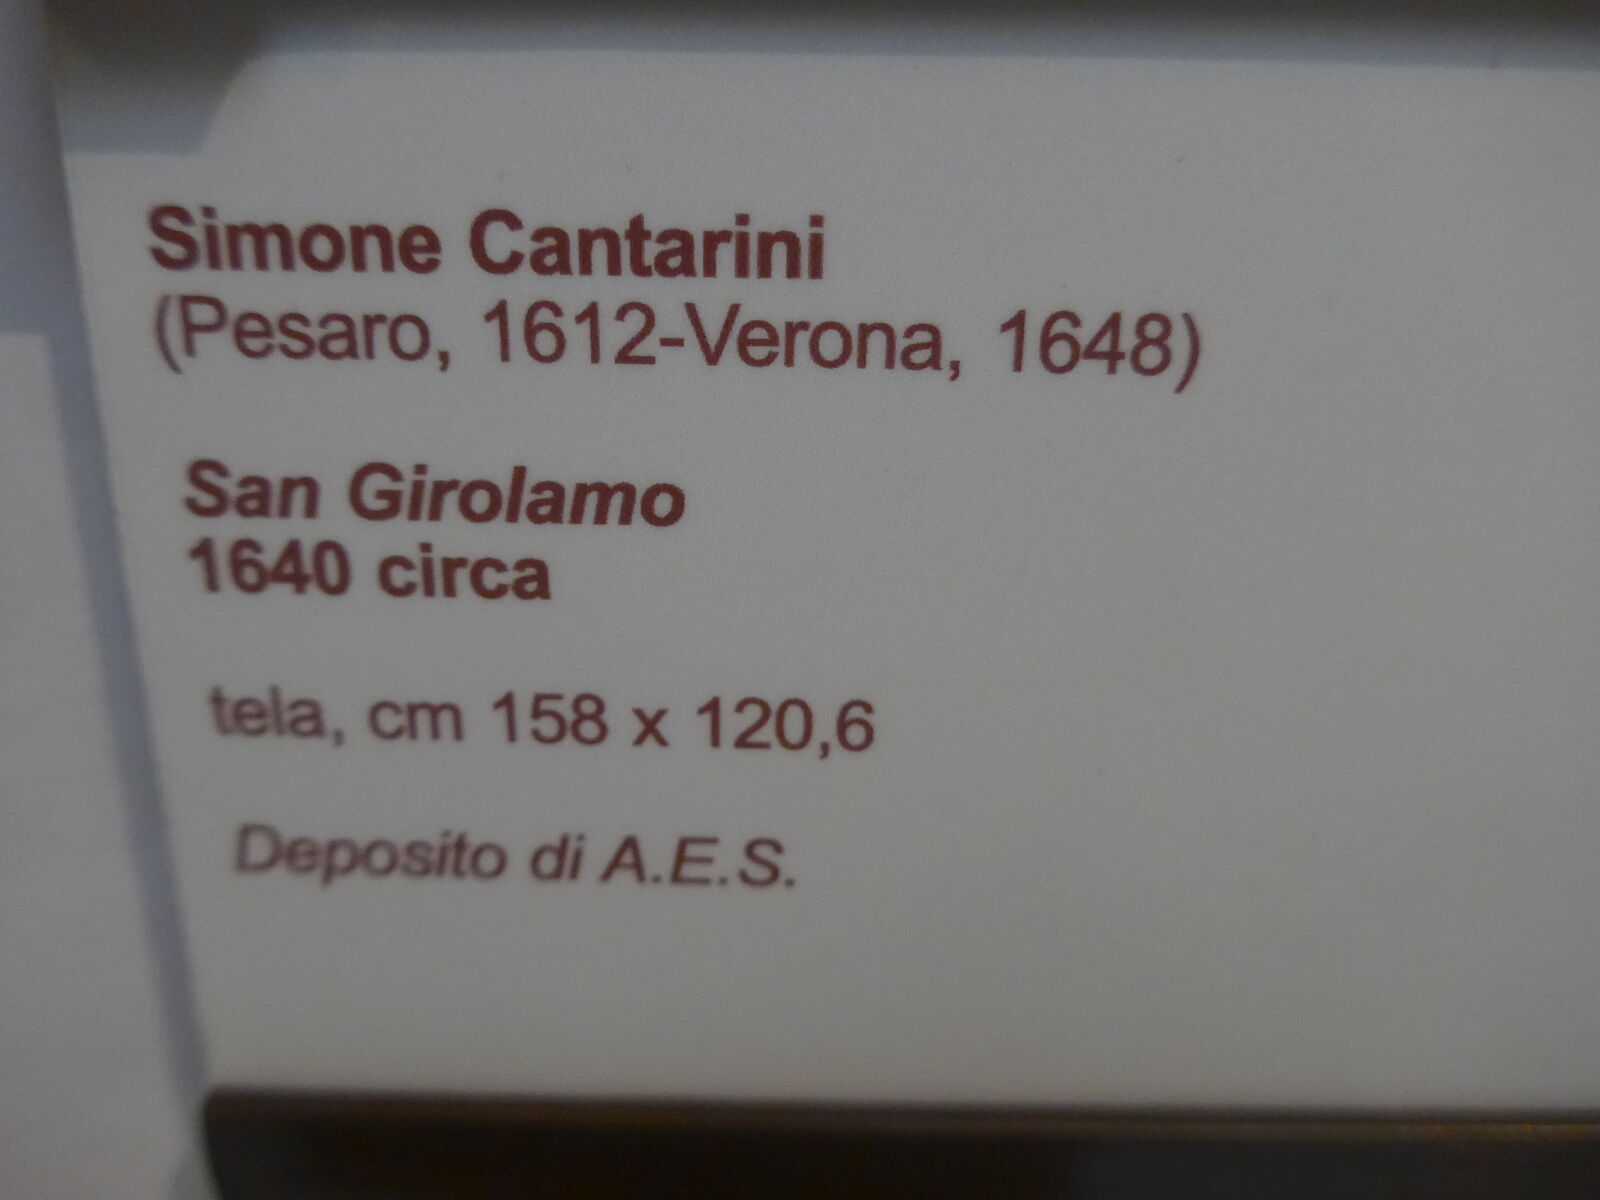 Simone Cantarini
(Pesaro, 1612-Verona, 1648)
San Girolamo
1640 circa
tela, cm 158 x 120,6
Deposito di A.E.S.